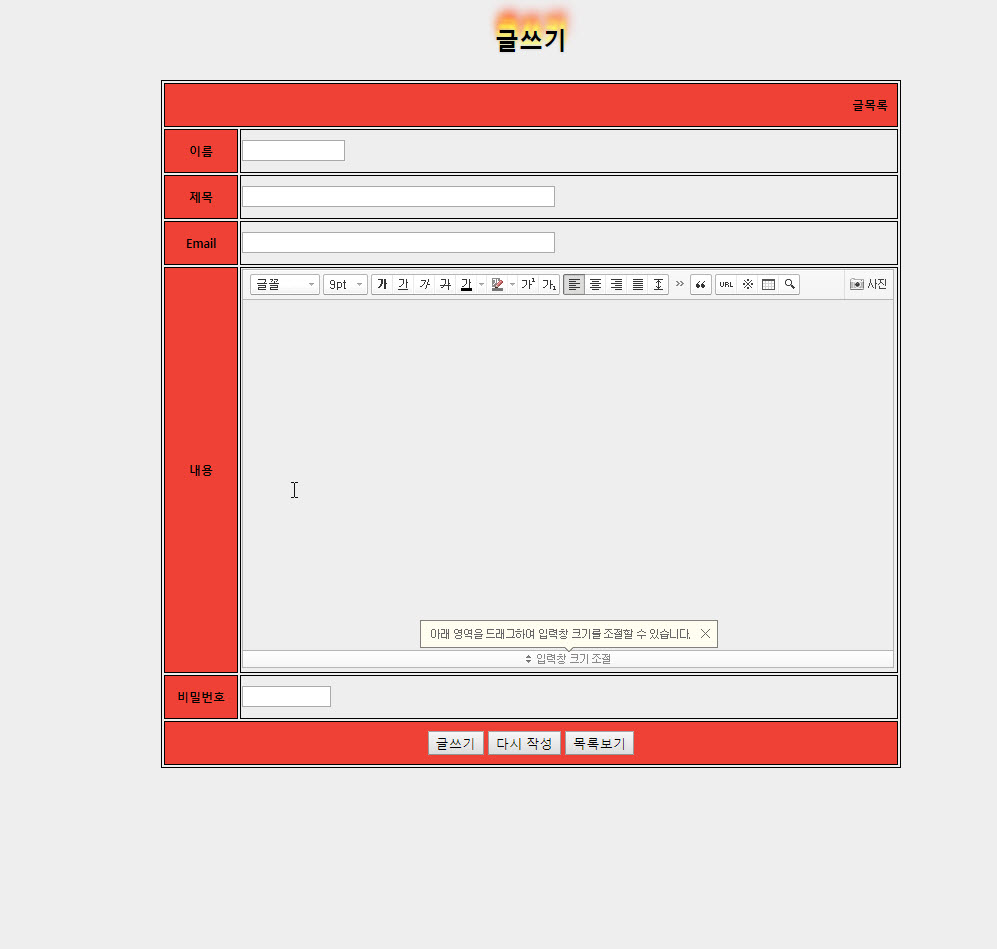 글쓰기
글목록
이름
제목
Email
내용
글꼴 9pt 가 가 가 가 가 가¹ 가₁ » “ URL ※ 사진
아래 영역을 드래그하여 입력창 크기를 조절할 수 있습니다.
입력창 크기 조절
비밀번호
글쓰기 다시 작성 목록보기